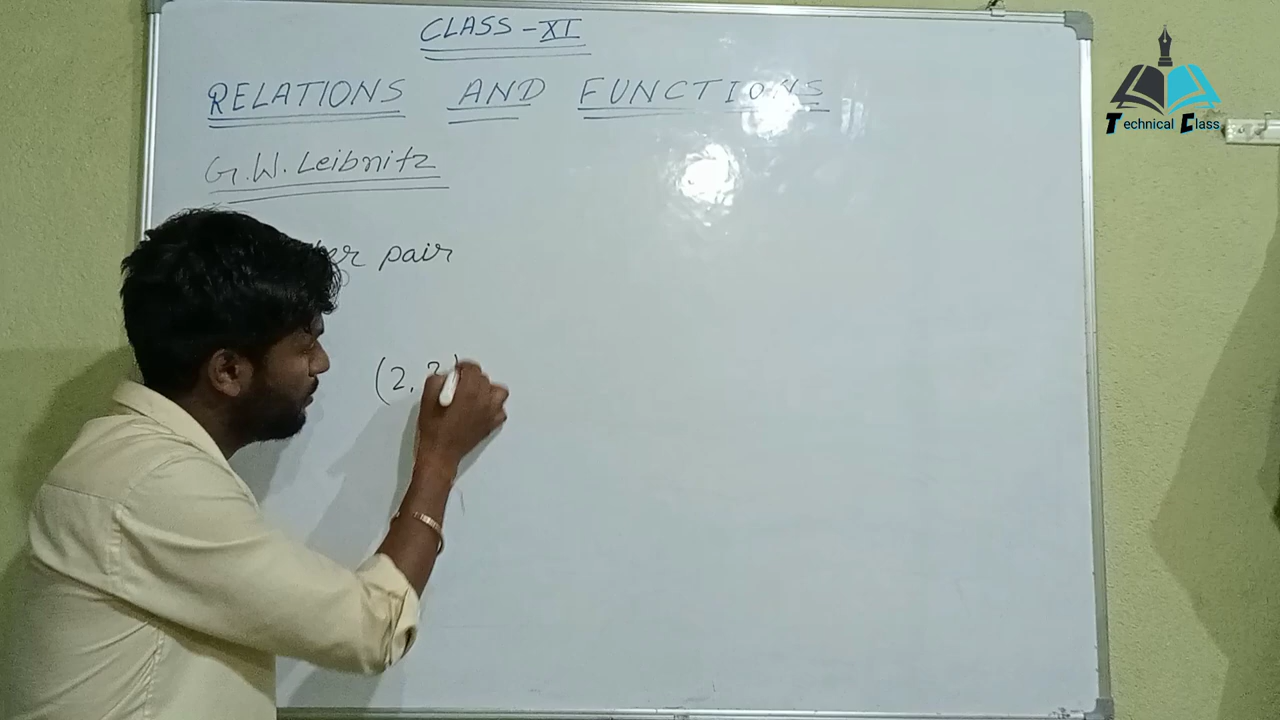 CLASS - XI
RELATIONS AND FUNCTIONS
G.W. Leibnitz
pair
(2, 
Technical Class